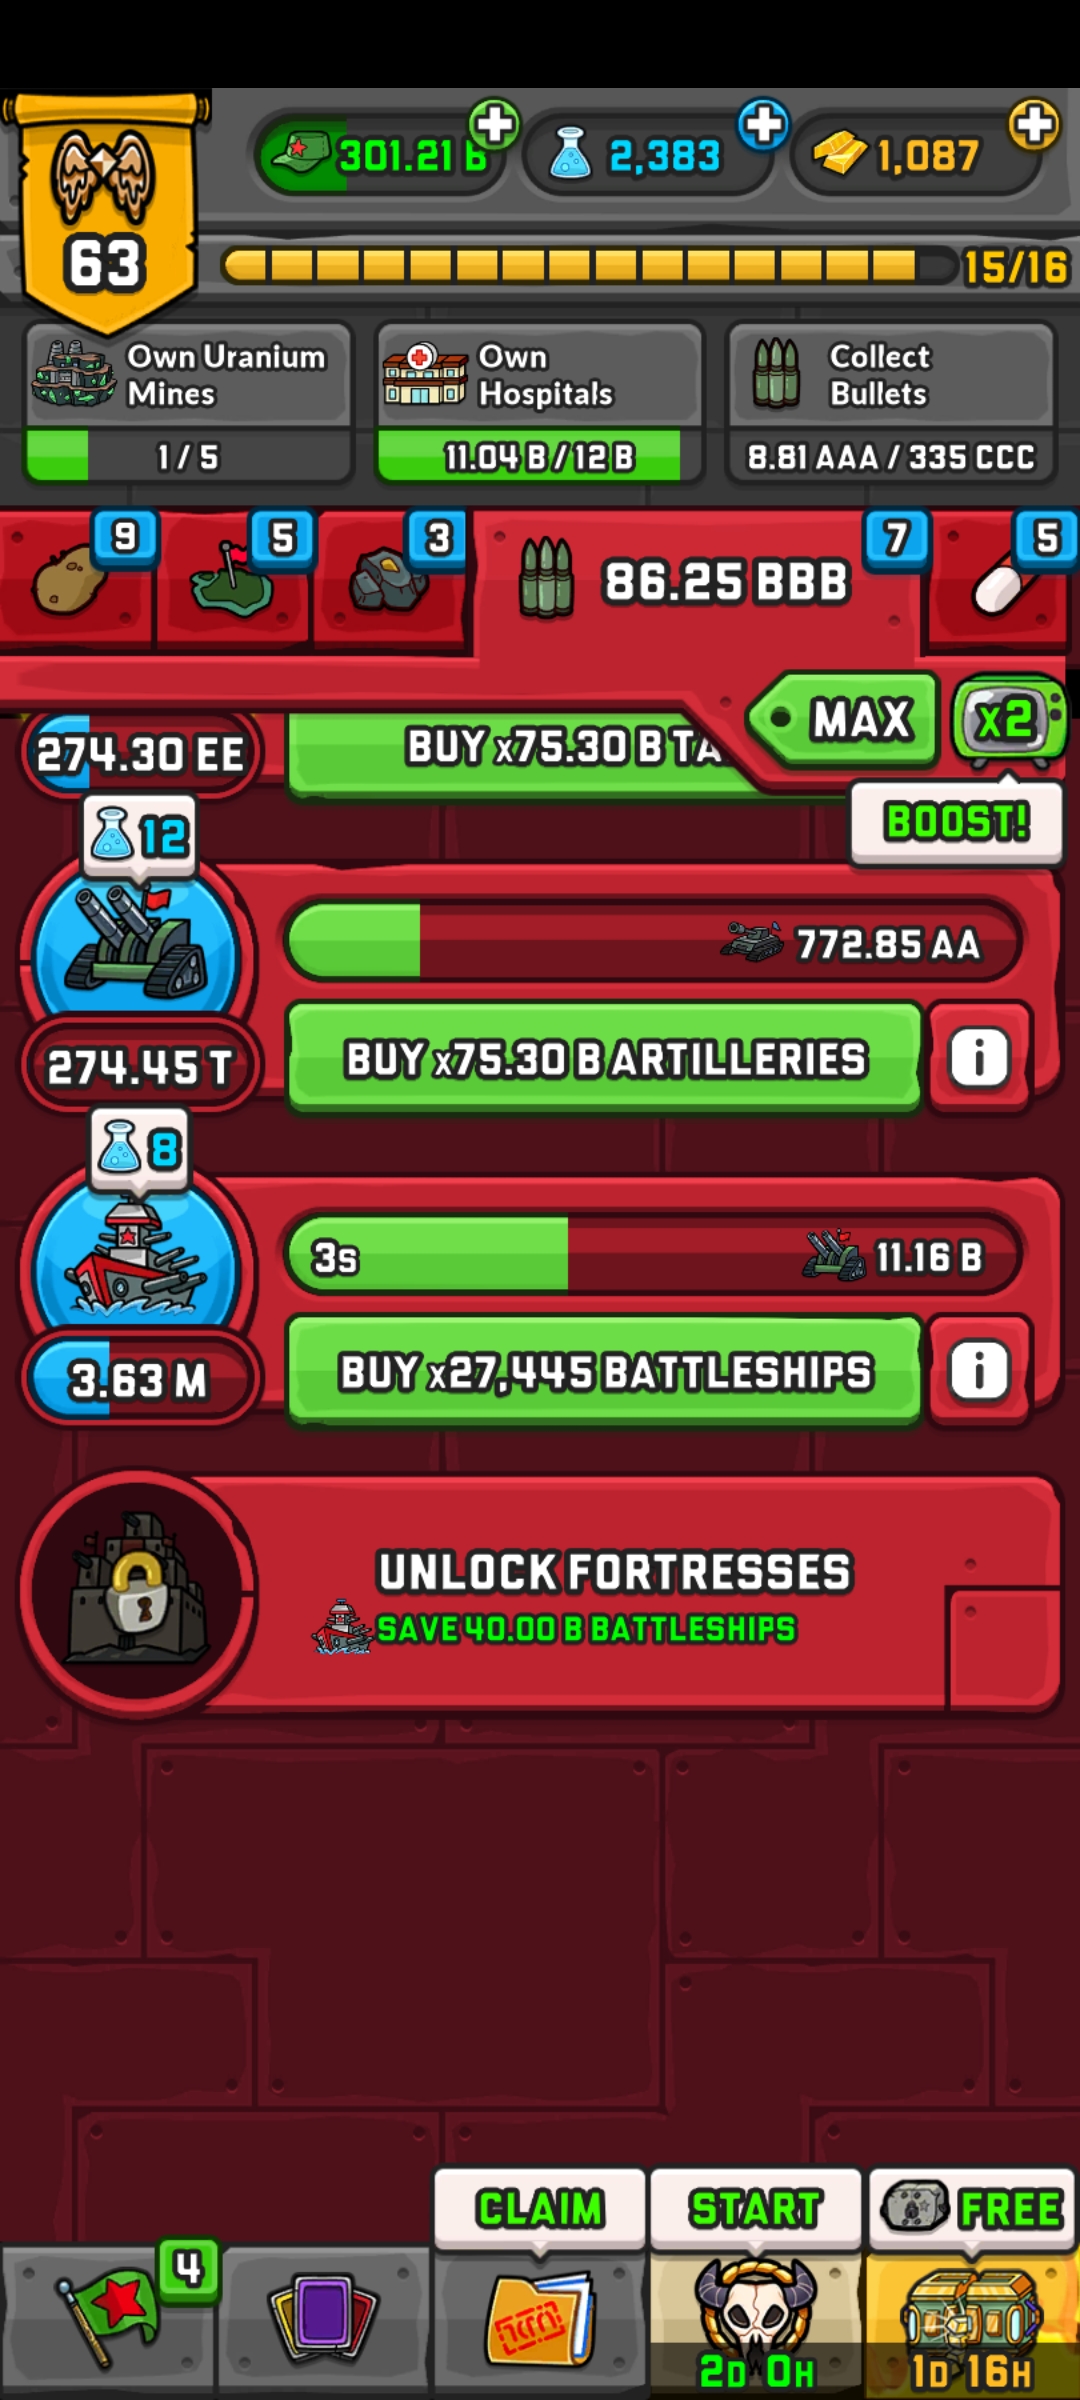 301.21 B
2,383
1,087
63
15/16
Own Uranium
Mines
1 / 5
Own
Hospitals
11.04 B / 12 B
Collect
Bullets
8.81 AAA / 335 CCC
9
5
3
86.25 BBB
7
5
MAX
x2
BOOST!
274.30 EE
BUY x75.30 B TA
12
772.85 AA
274.45 T
BUY x75.30 B ARTILLERIES
i
8
3s
11.16 B
3.63 M
BUY x27,445 BATTLESHIPS
i
UNLOCK FORTRESSES
SAVE 40.00 B BATTLESHIPS
CLAIM
START
FREE
4
2D 0H
1D 16H